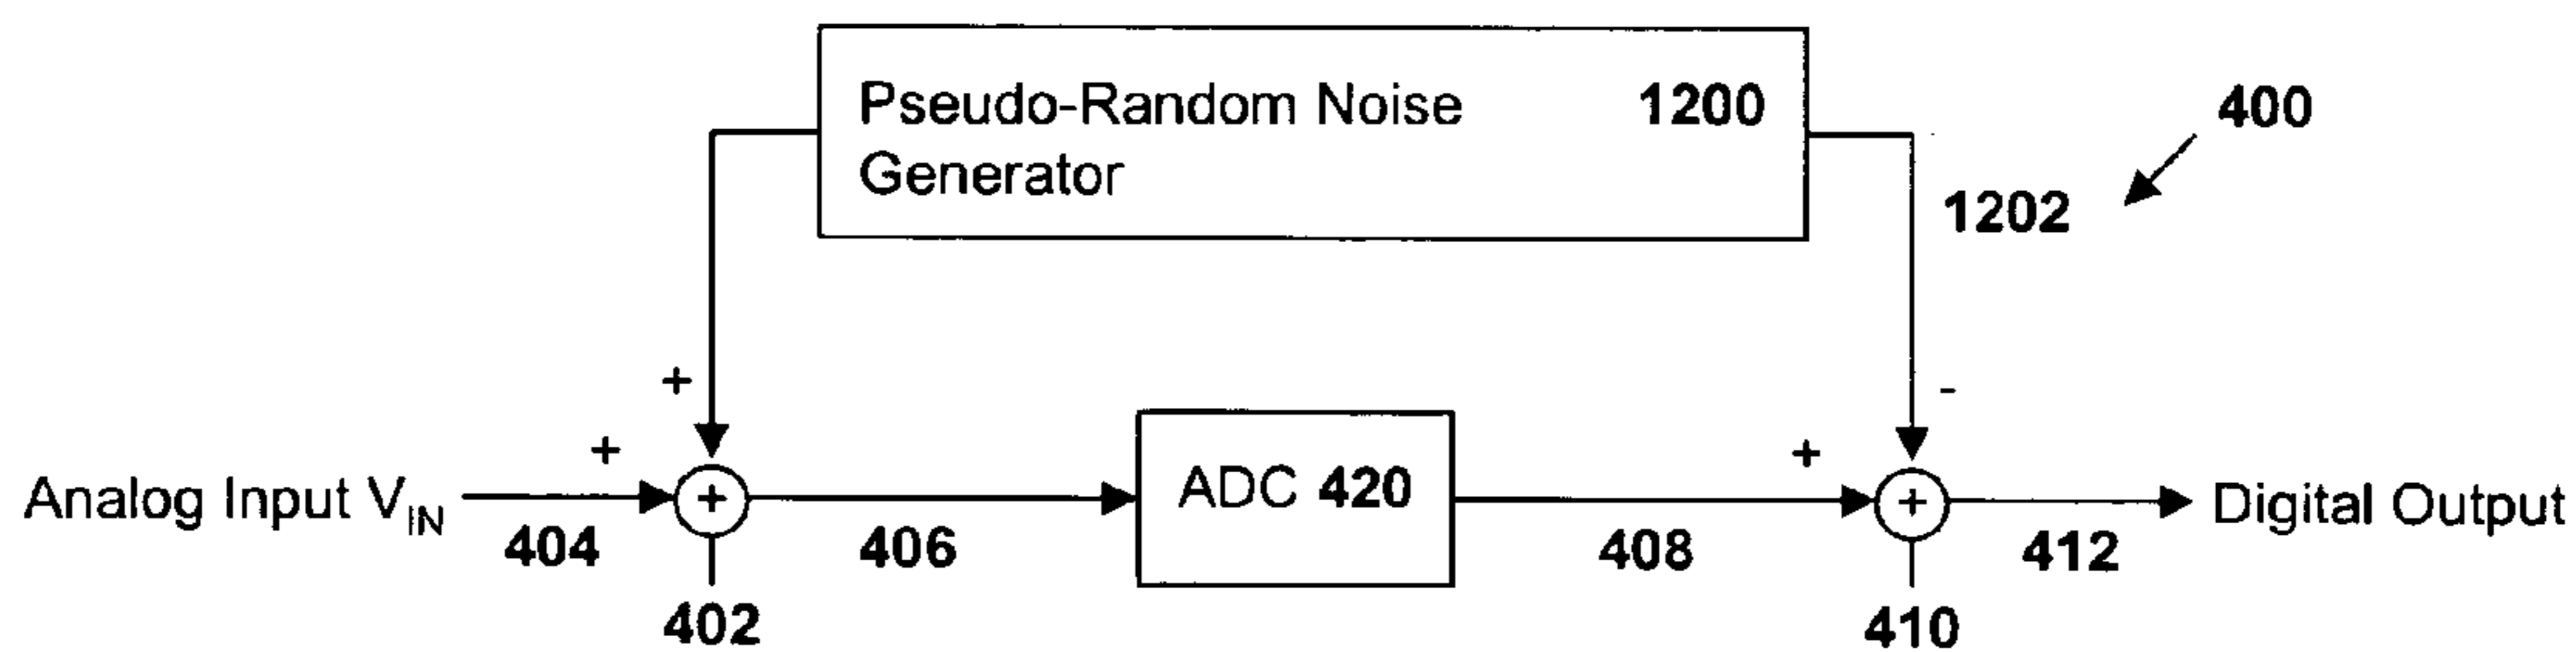 Pseudo-Random Noise 1200
Generator
400
1202
+
-
+
+
Analog Input VIN
+
ADC 420
+
Digital Output
404
406
408
412
402
410